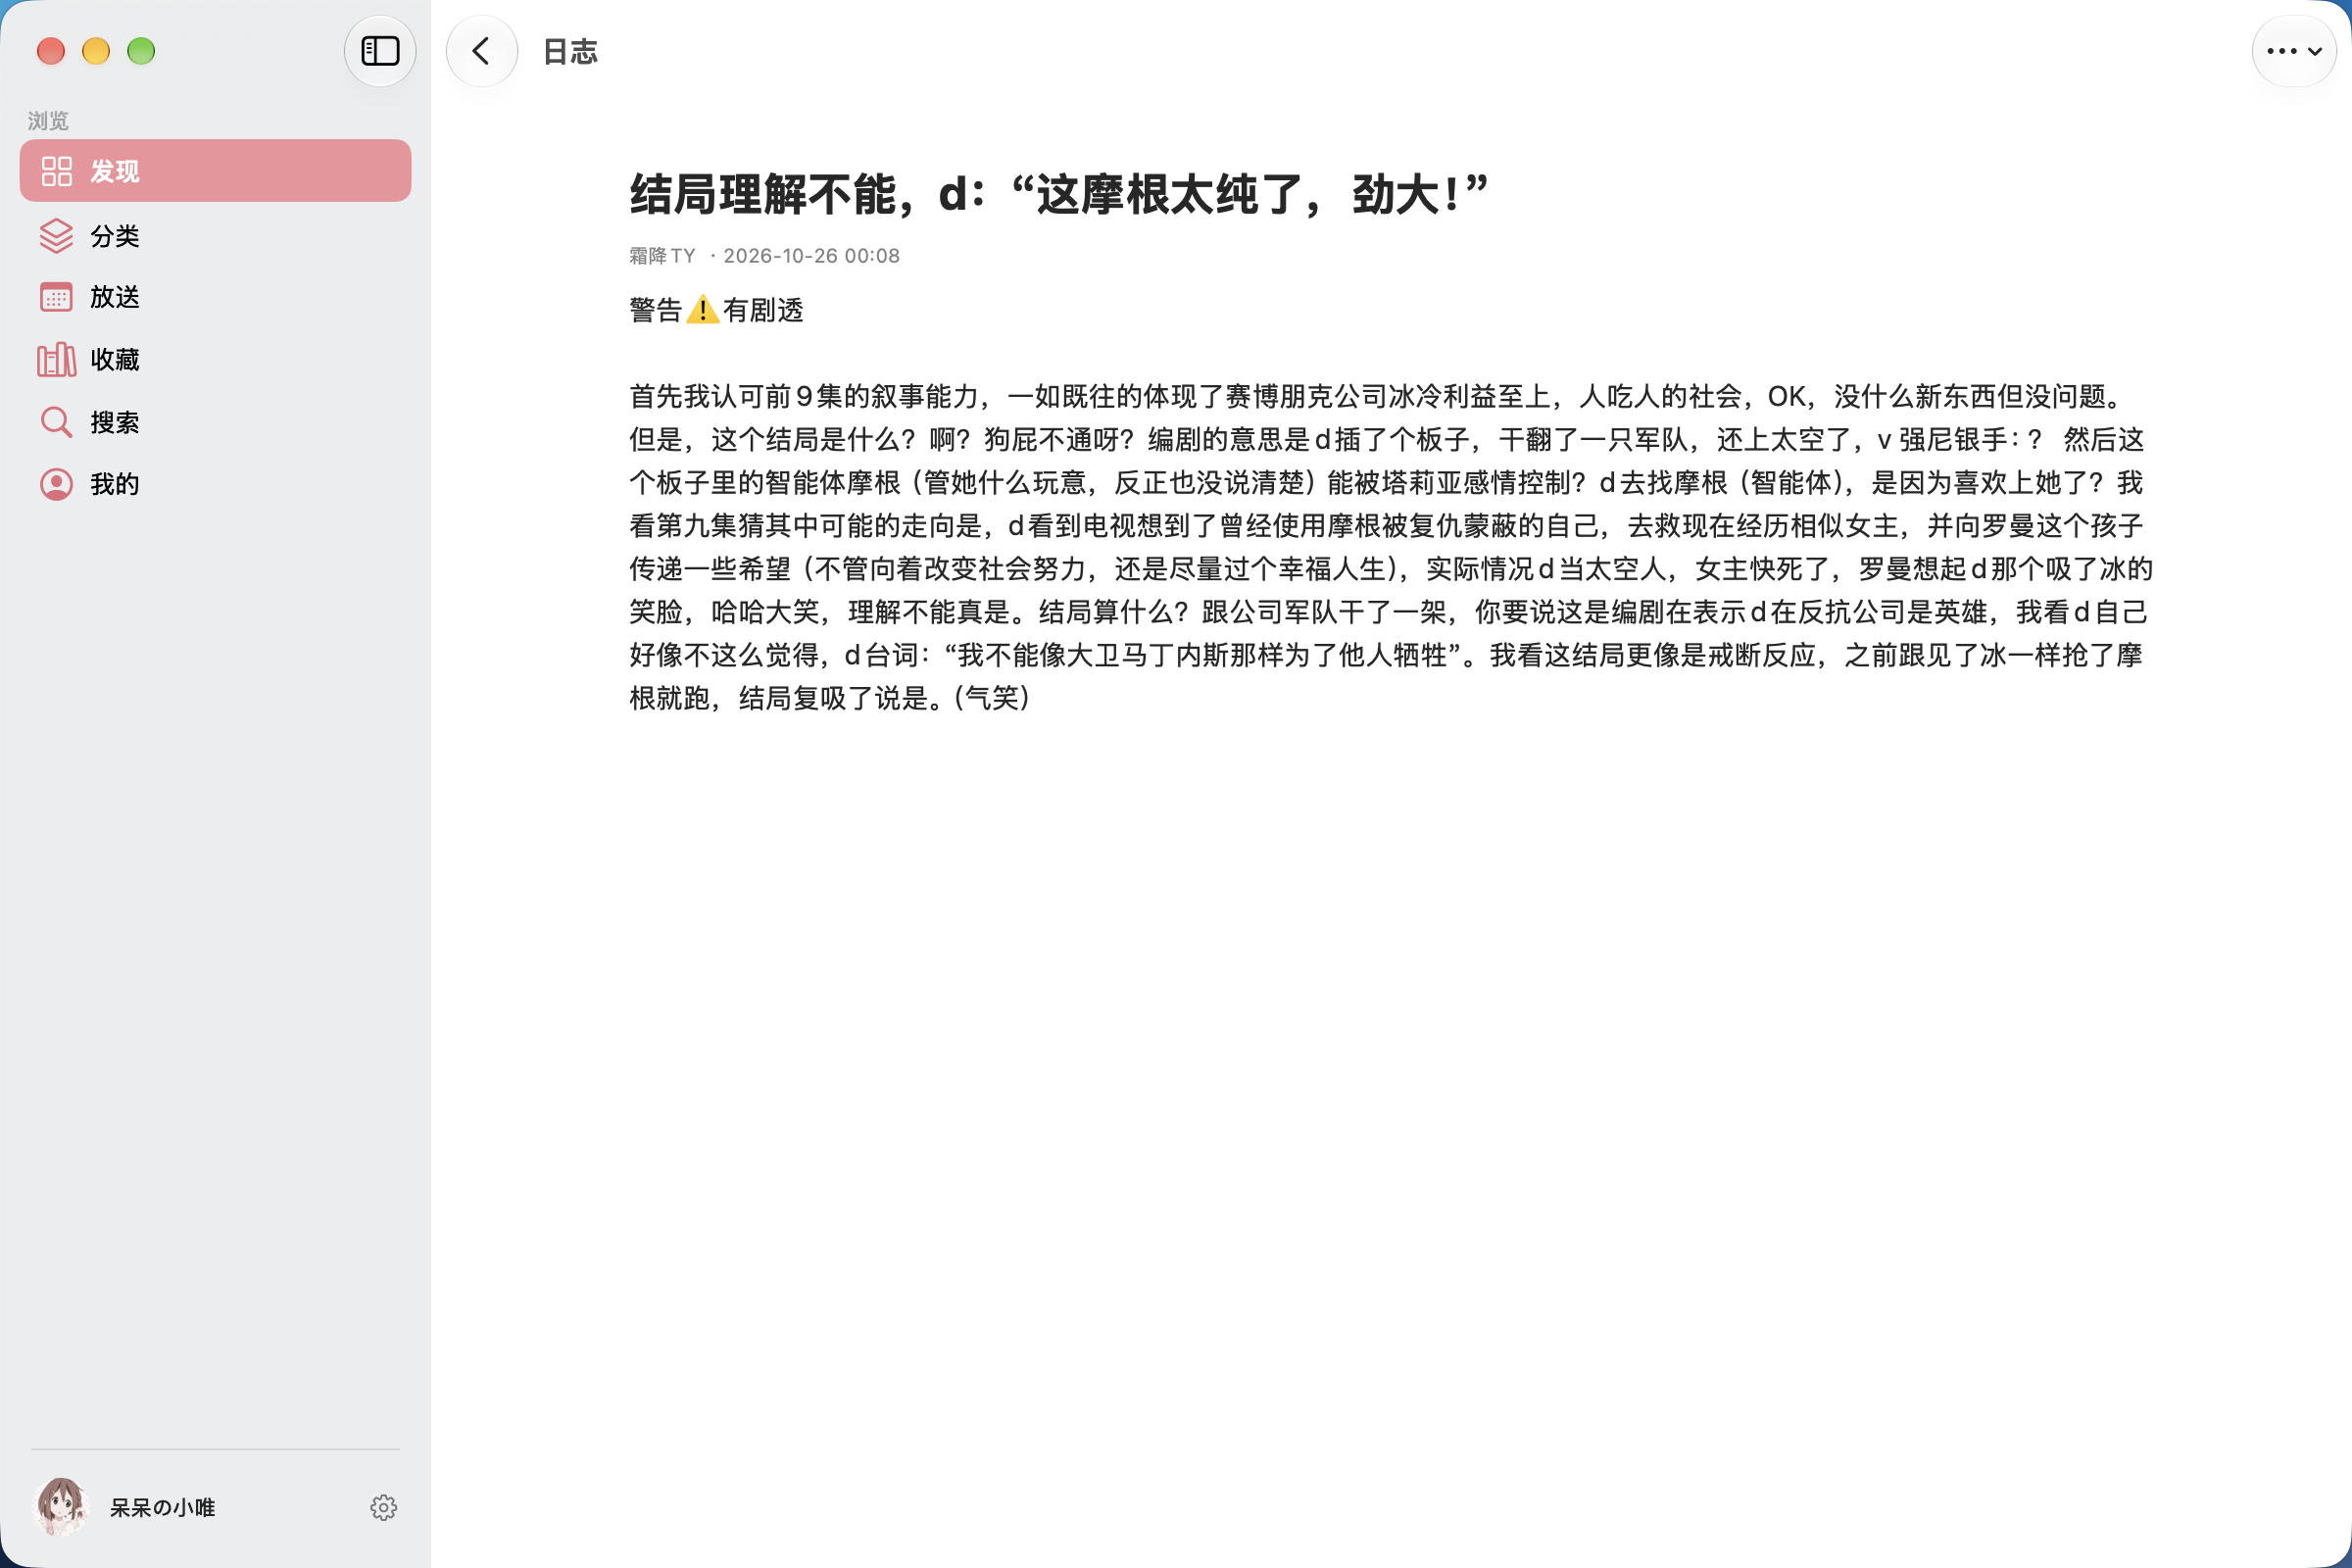 浏览
发现
分类
放送
收藏
搜索
我的
呆呆の小唯
日志
结局理解不能，d：“这摩根太纯了，劲大！”
霜降TY · 2026-10-26 00:08
警告⚠️有剧透
首先我认可前9集的叙事能力，一如既往的体现了赛博朋克公司冰冷利益至上，人吃人的社会，OK，没什么新东西但没问题。
但是，这个结局是什么？啊？狗屁不通呀？编剧的意思是d插了个板子，干翻了一只军队，还上太空了，v 强尼银手：？ 然后这
个板子里的智能体摩根（管她什么玩意，反正也没说清楚）能被塔莉亚感情控制？d去找摩根（智能体），是因为喜欢上她了？我
看第九集猜其中可能的走向是，d看到电视想到了曾经使用摩根被复仇蒙蔽的自己，去救现在经历相似女主，并向罗曼这个孩子
传递一些希望（不管向着改变社会努力，还是尽量过个幸福人生），实际情况d当太空人，女主快死了，罗曼想起d那个吸了冰的
笑脸，哈哈大笑，理解不能真是。结局算什么？跟公司军队干了一架，你要说这是编剧在表示d在反抗公司是英雄，我看d自己
好像不这么觉得，d台词：“我不能像大卫马丁内斯那样为了他人牺牲”。我看这结局更像是戒断反应，之前跟见了冰一样抢了摩
根就跑，结局复吸了说是。（气笑）